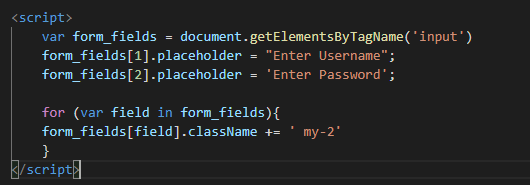 <script>
    var form_fields = document.getElementsByTagName('input')
    form_fields[1].placeholder = "Enter Username";
    form_fields[2].placeholder = 'Enter Password';

    for (var field in form_fields){
    form_fields[field].className += ' my-2'
    }
</script>